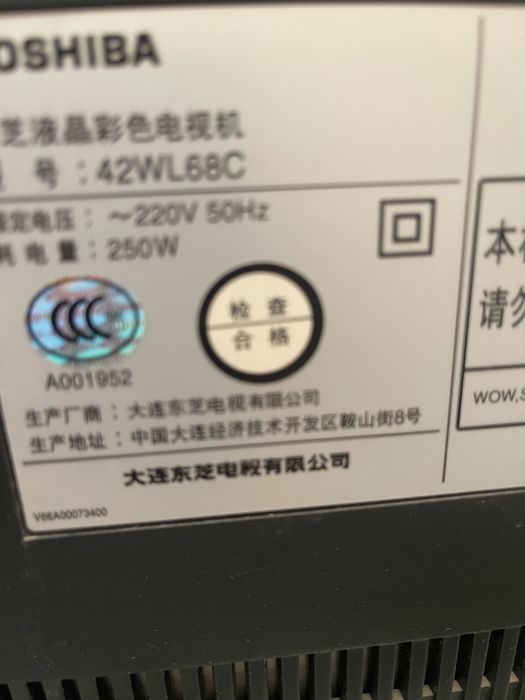 OSHIBA
芝液晶彩色电视机
号：42WL68C
定电压：～220V 50Hz
耗电量：250W
CCC
A001952
检查
合格
生产厂商：大连东芝电视有限公司
生产地址：中国大连经济技术开发区鞍山街8号
大连东芝电视有限公司
V66A00073400
本
请勿
WOW,S